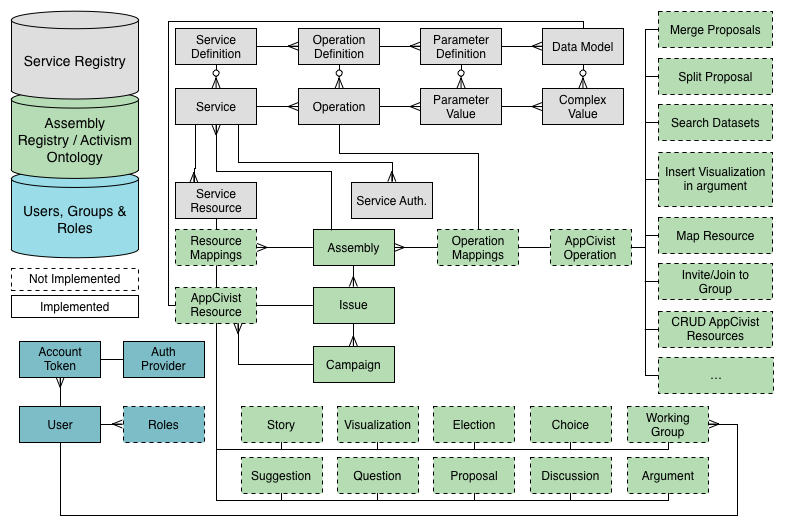 Service Registry
Assembly
Registry / Activism
Ontology
Users, Groups &
Roles
Not Implemented
Implemented
Service
Definition
Operation
Definition
Parameter
Definition
Data Model
Service
Operation
Parameter
Value
Complex
Value
Service
Resource
Service Auth.
Resource
Mappings
Assembly
Operation
Mappings
AppCivist
Operation
AppCivist
Resource
Issue
Campaign
Merge Proposals
Split Proposal
Search Datasets
Insert Visualization
in argument
Map Resource
Invite/Join to
Group
CRUD AppCivist
Resources
...
Account
Token
Auth
Provider
User
Roles
Story
Visualization
Election
Choice
Working
Group
Suggestion
Question
Proposal
Discussion
Argument